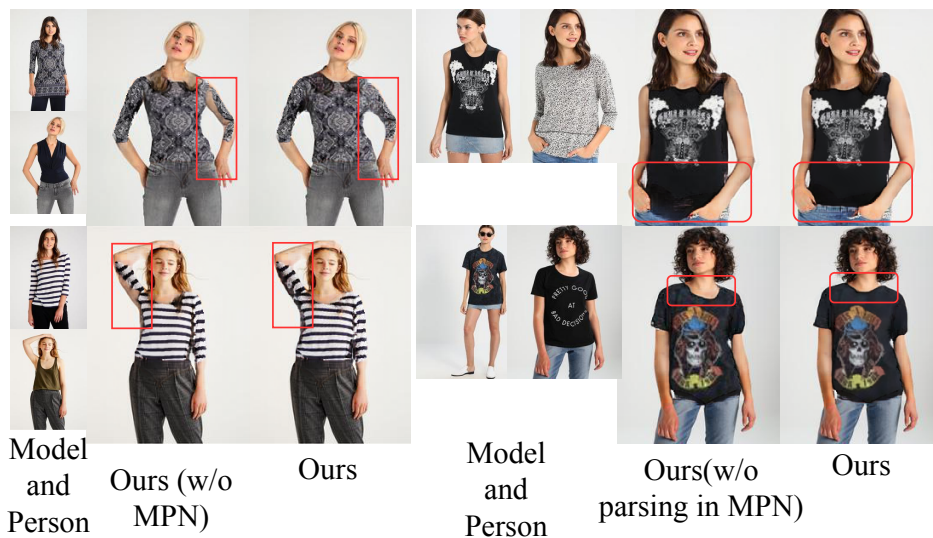 PRETTY GOOD
AT
BAD DECISIONS
Model
and
Person
Ours (w/o
MPN)
Ours
Model
and
Person
Ours(w/o
parsing in MPN)
Ours